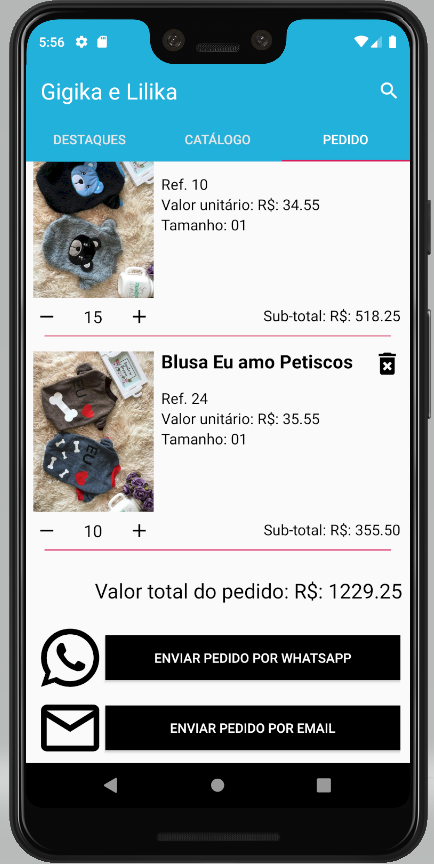 5:56
Gigika e Lilika
DESTAQUES CATÁLOGO PEDIDO
Ref. 10
Valor unitário: R$: 34.55
Tamanho: 01
15 Sub-total: R$: 518.25
Blusa Eu amo Petiscos
Ref. 24
Valor unitário: R$: 35.55
Tamanho: 01
EU
EU
10 Sub-total: R$: 355.50
Valor total do pedido: R$: 1229.25
ENVIAR PEDIDO POR WHATSAPP
ENVIAR PEDIDO POR EMAIL